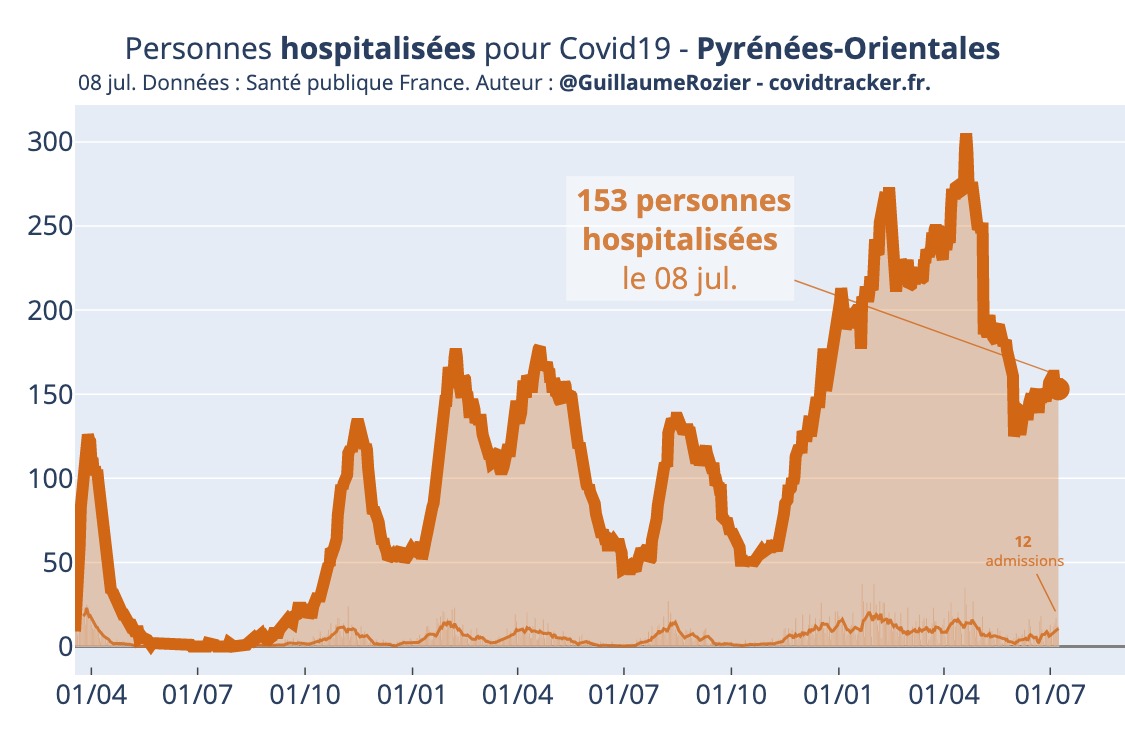 Personnes hospitalisées pour Covid19 - Pyrénées-Orientales
08 jul. Données : Santé publique France. Auteur : @GuillaumeRozier - covidtracker.fr.
300
250
200
150
100
50
0
153 personnes
hospitalisées
le 08 jul.
12
admissions
01/04 01/07 01/10 01/01 01/04 01/07 01/10 01/01 01/04 01/07